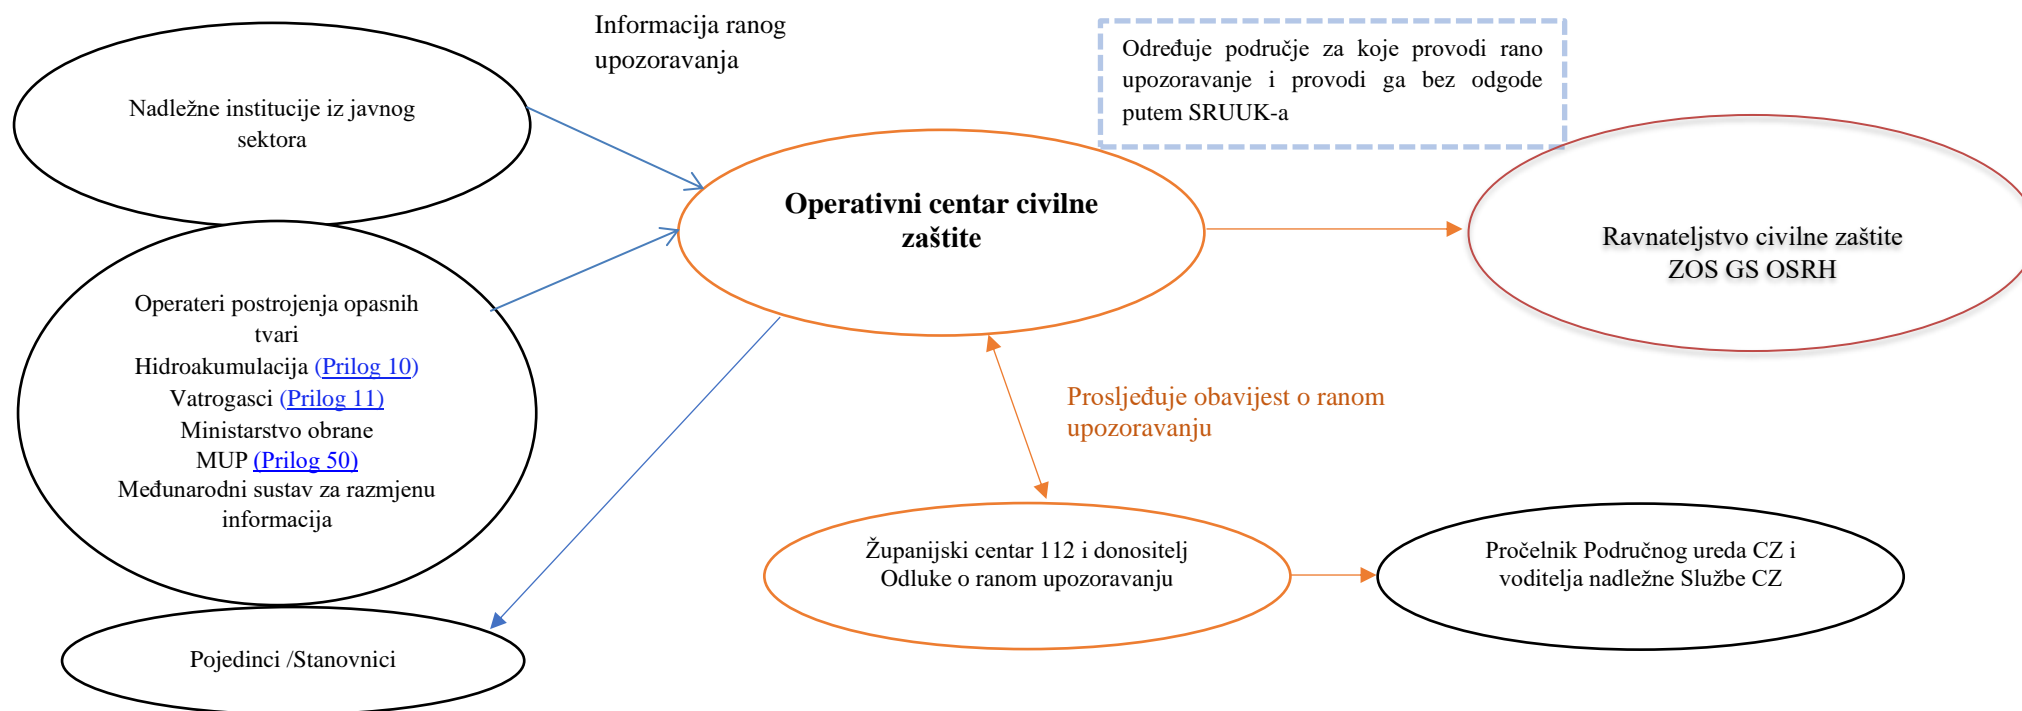 Informacija ranog
upozoravanja
Određuje područje za koje provodi rano
upozoravanje i provodi ga bez odgode
putem SRUUK-a
Nadležne institucije iz javnog
sektora
Operativni centar civilne
zaštite
Ravnateljstvo civilne zaštite
ZOS GS OSRH
Operateri postrojenja opasnih
tvari
Hidroakumulacija (Prilog 10)
Vatrogasci (Prilog 11)
Ministarstvo obrane
MUP (Prilog 50)
Međunarodni sustav za razmjenu
informacija
Prosljeđuje obavijest o ranom
upozoravanju
Županijski centar 112 i donositelj
Odluke o ranom upozoravanju
Pročelnik Područnog ureda CZ i
voditelja nadležne Službe CZ
Pojedinci /Stanovnici